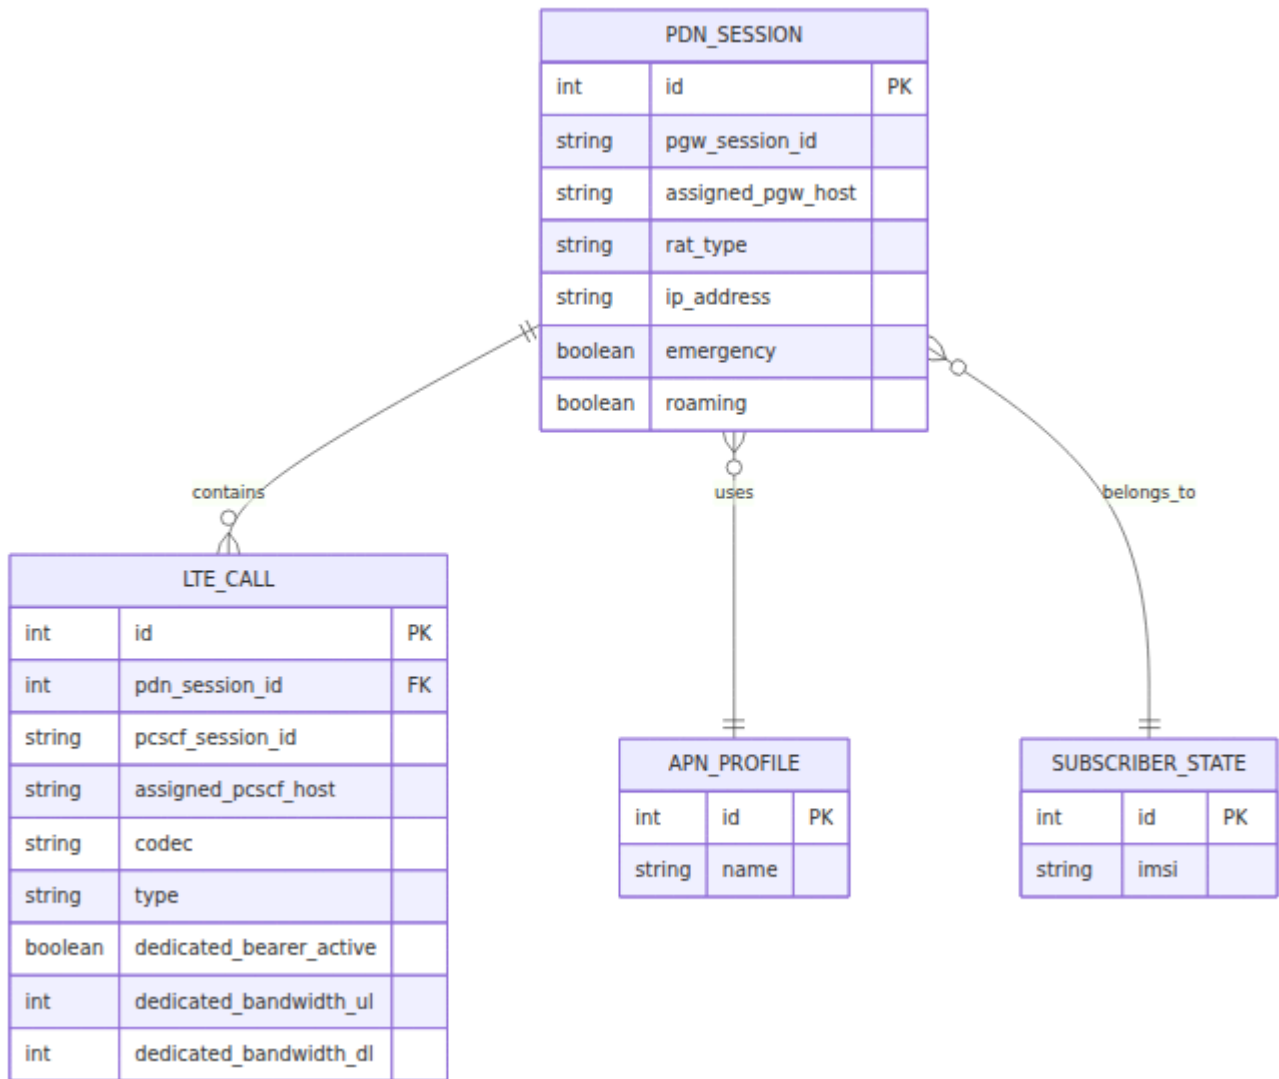 PDN_SESSION
int id PK
string pgw_session_id
string assigned_pgw_host
string rat_type
string ip_address
boolean emergency
boolean roaming
contains
uses
belongs_to
LTE_CALL
int id PK
int pdn_session_id FK
string pcscf_session_id
string assigned_pcscf_host
string codec
string type
boolean dedicated_bearer_active
int dedicated_bandwidth_ul
int dedicated_bandwidth_dl
APN_PROFILE
int id PK
string name
SUBSCRIBER_STATE
int id PK
string imsi